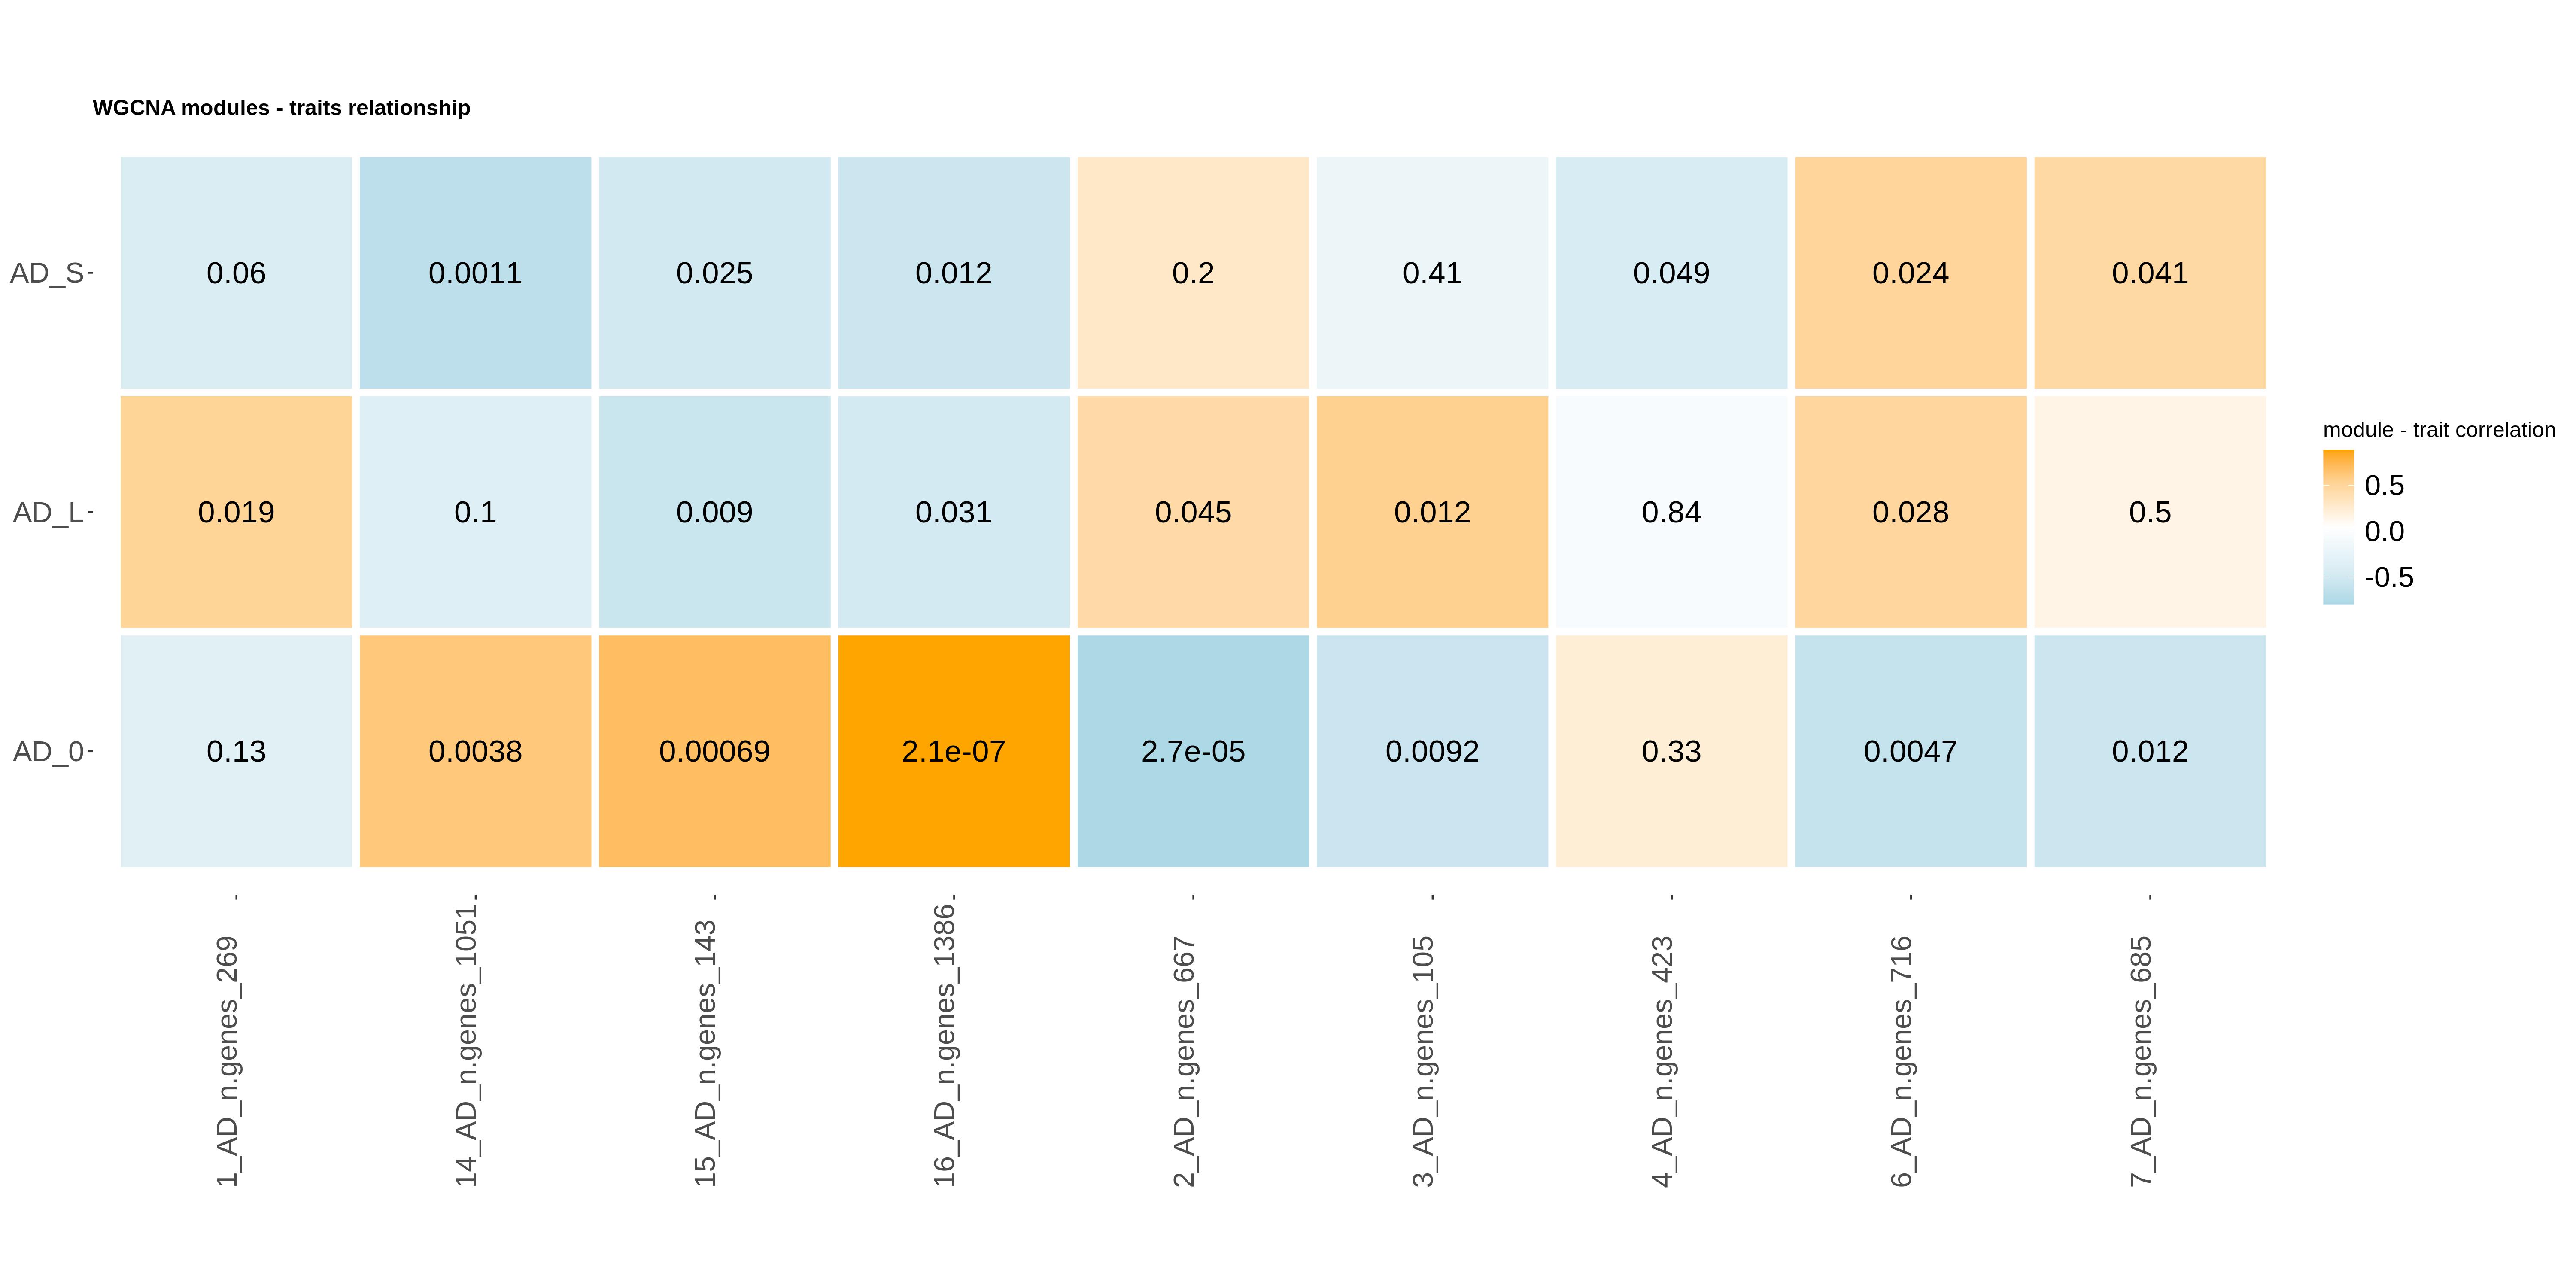 WGCNA modules - traits relationship
AD_S 0.06 0.0011 0.025 0.012 0.2 0.41 0.049 0.024 0.041
AD_L 0.019 0.1 0.009 0.031 0.045 0.012 0.84 0.028 0.5
AD_0 0.13 0.0038 0.00069 2.1e-07 2.7e-05 0.0092 0.33 0.0047 0.012
1_AD_n.genes_269
14_AD_n.genes_1051
15_AD_n.genes_143
16_AD_n.genes_1386
2_AD_n.genes_667
3_AD_n.genes_105
4_AD_n.genes_423
6_AD_n.genes_716
7_AD_n.genes_685
module - trait correlation
0.5
0.0
-0.5